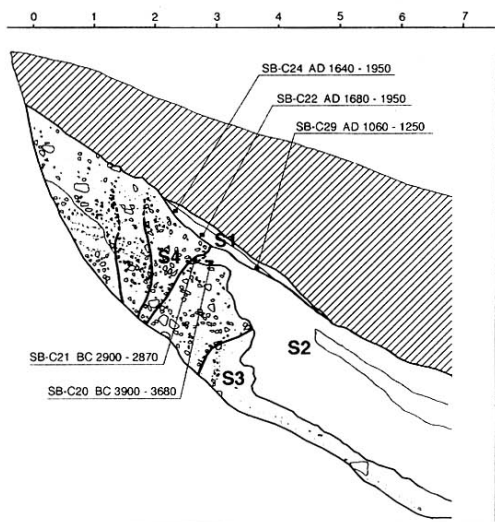 0 1 2 3 4 5 6 7
SB-C24 AD 1640 - 1950
SB-C22 AD 1680 - 1950
SB-C29 AD 1060 - 1250
S1
S4
S2
SB-C21 BC 2900 - 2870
S3
SB-C20 BC 3900 - 3680